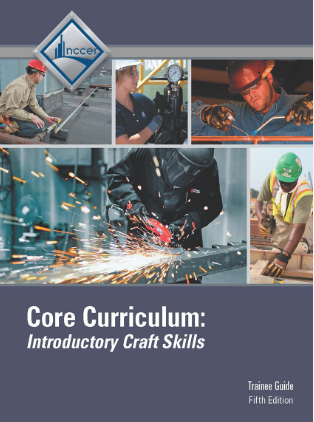 nccer
Core Curriculum:
Introductory Craft Skills
Trainee Guide
Fifth Edition